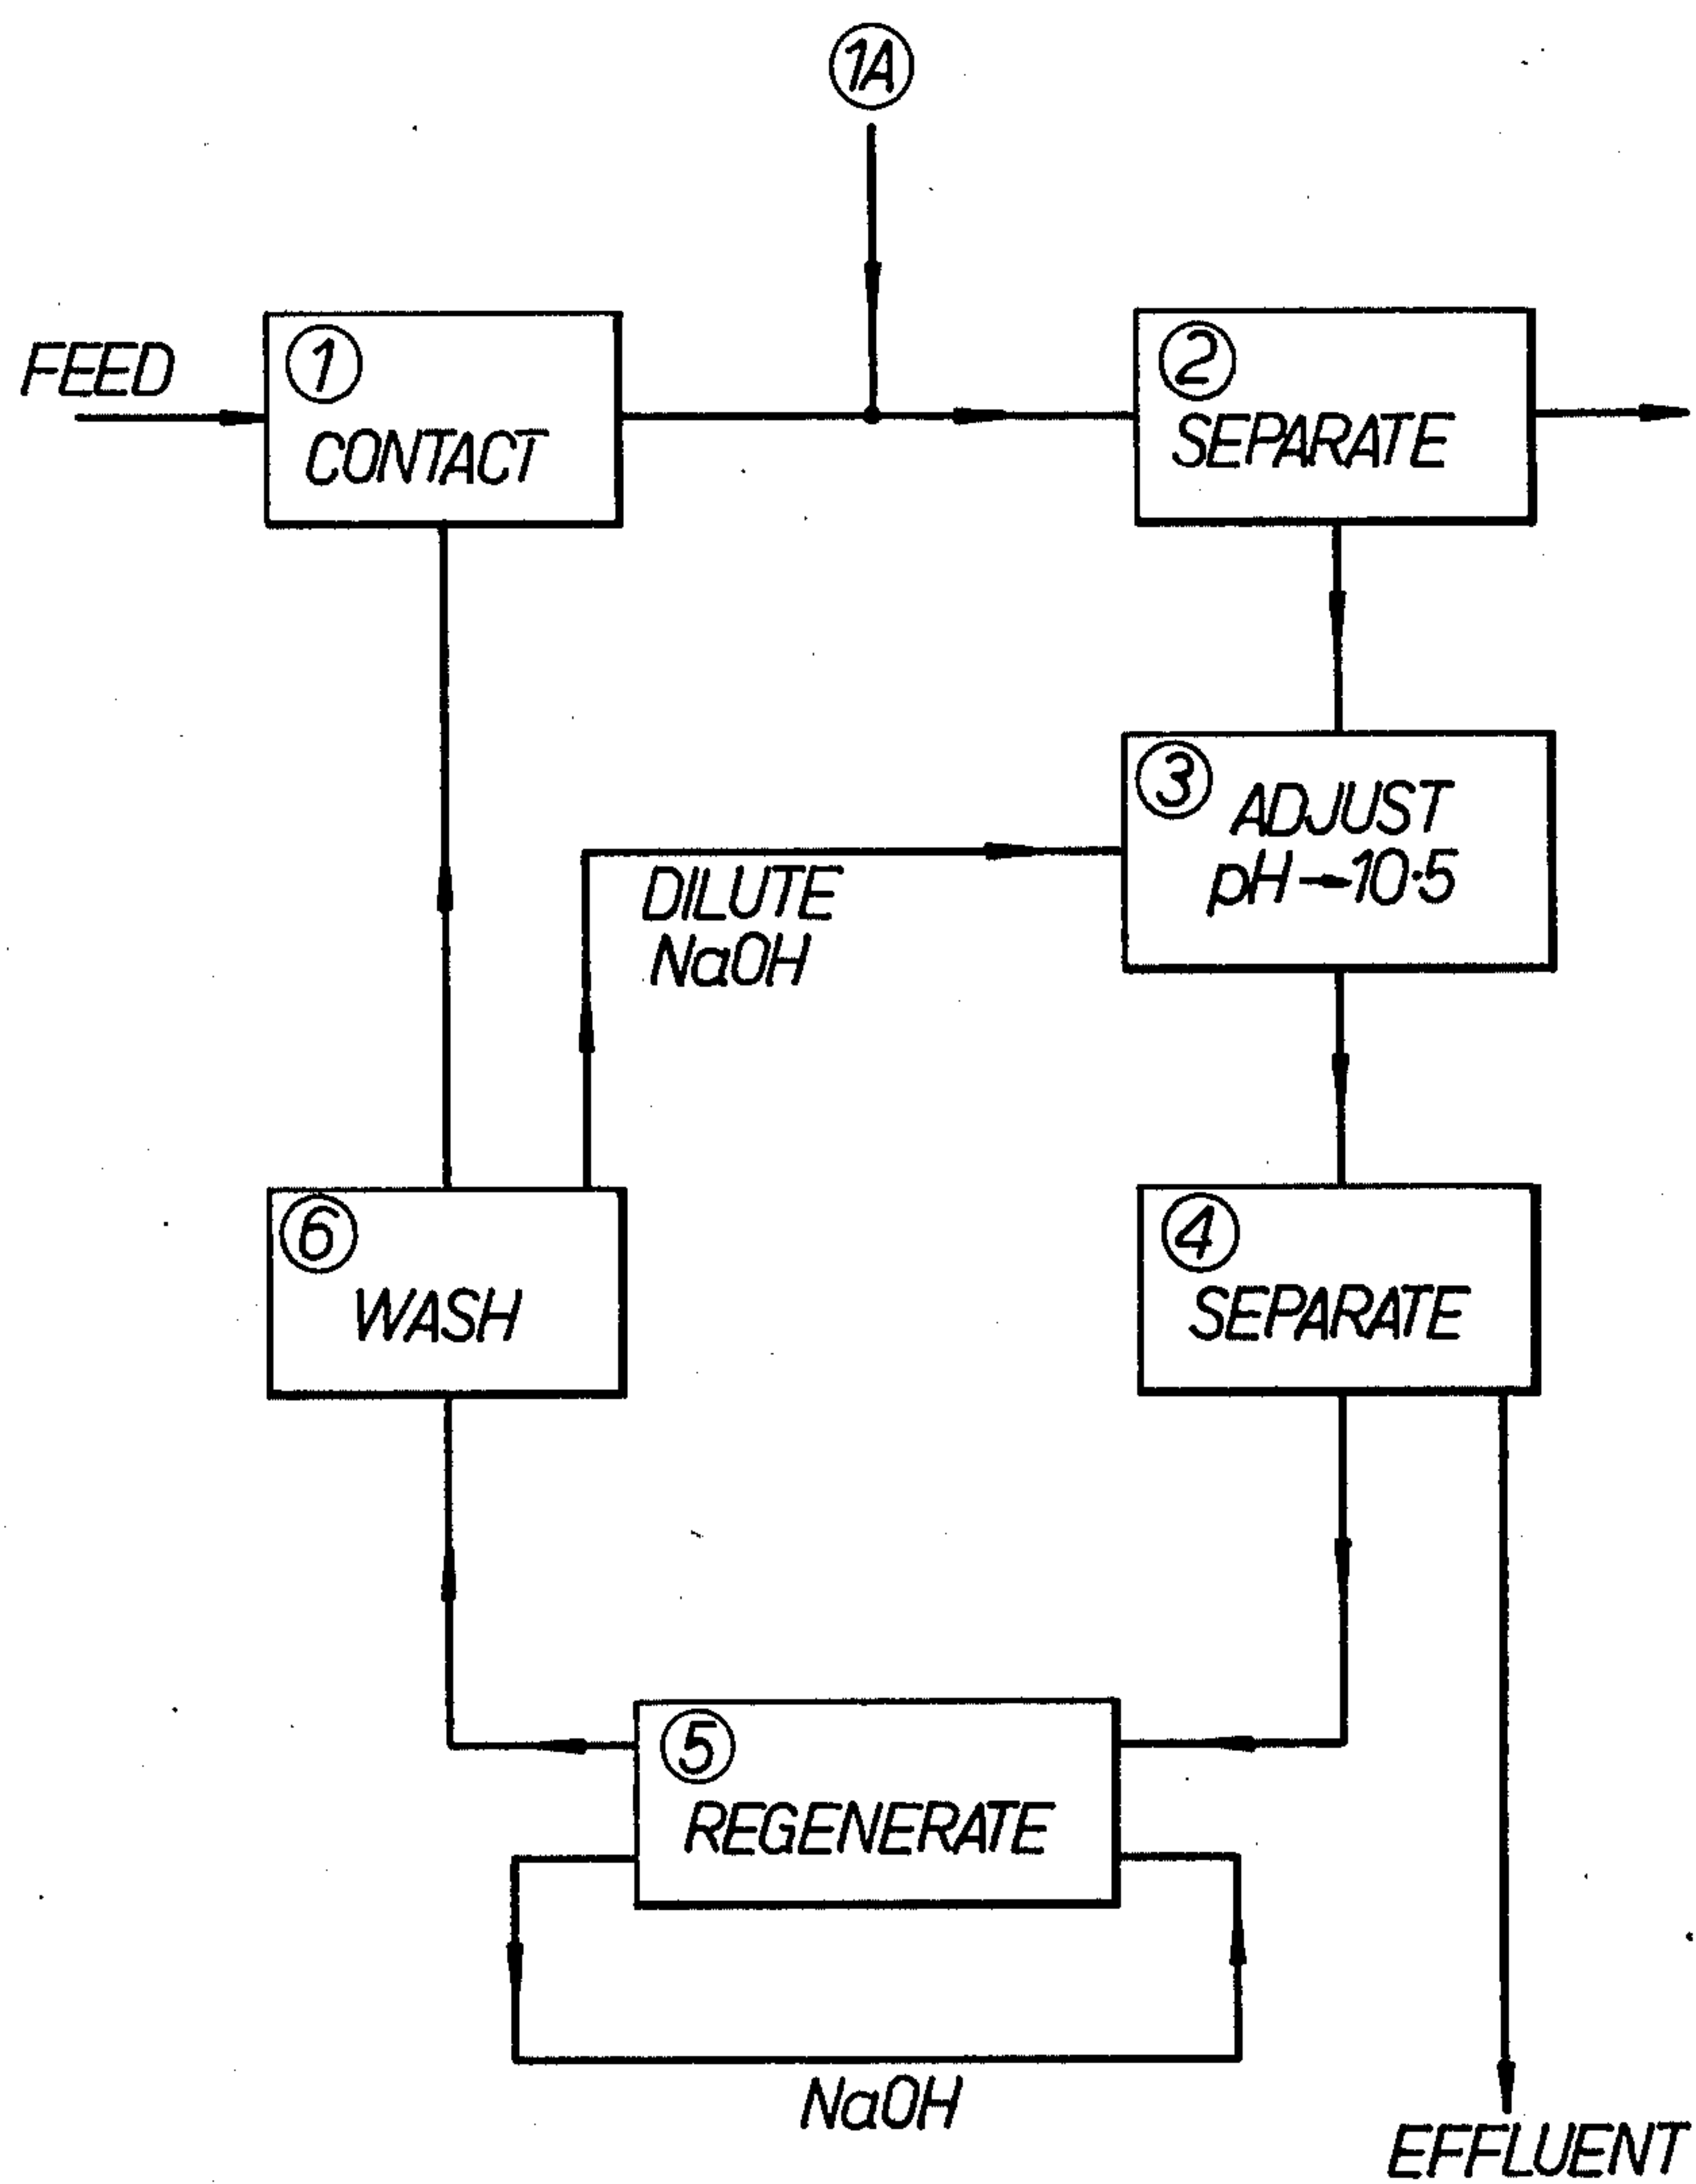 1A
FEED
1
CONTACT
2
SEPARATE
3
ADJUST
pH→10·5
DILUTE
NaOH
6
WASH
4
SEPARATE
5
REGENERATE
NaOH
EFFLUENT